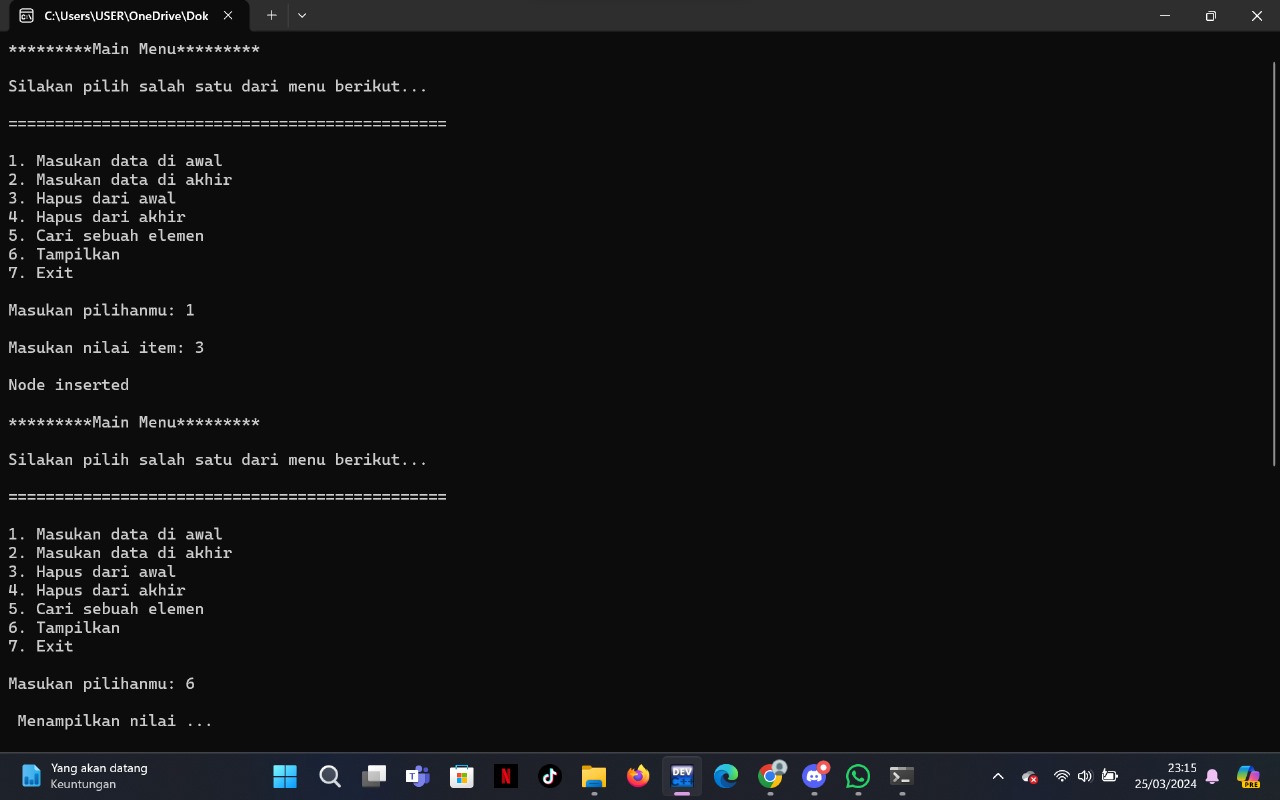 C:\Users\USER\OneDrive\Dok
*********Main Menu*********
Silakan pilih salah satu dari menu berikut...
===============================================
1. Masukan data di awal
2. Masukan data di akhir
3. Hapus dari awal
4. Hapus dari akhir
5. Cari sebuah elemen
6. Tampilkan
7. Exit
Masukan pilihanmu: 1
Masukan nilai item: 3
Node inserted
*********Main Menu*********
Silakan pilih salah satu dari menu berikut...
===============================================
1. Masukan data di awal
2. Masukan data di akhir
3. Hapus dari awal
4. Hapus dari akhir
5. Cari sebuah elemen
6. Tampilkan
7. Exit
Masukan pilihanmu: 6
Menampilkan nilai ...
Yang akan datang
Keuntungan
DEV
23:15
25/03/2024
PRE